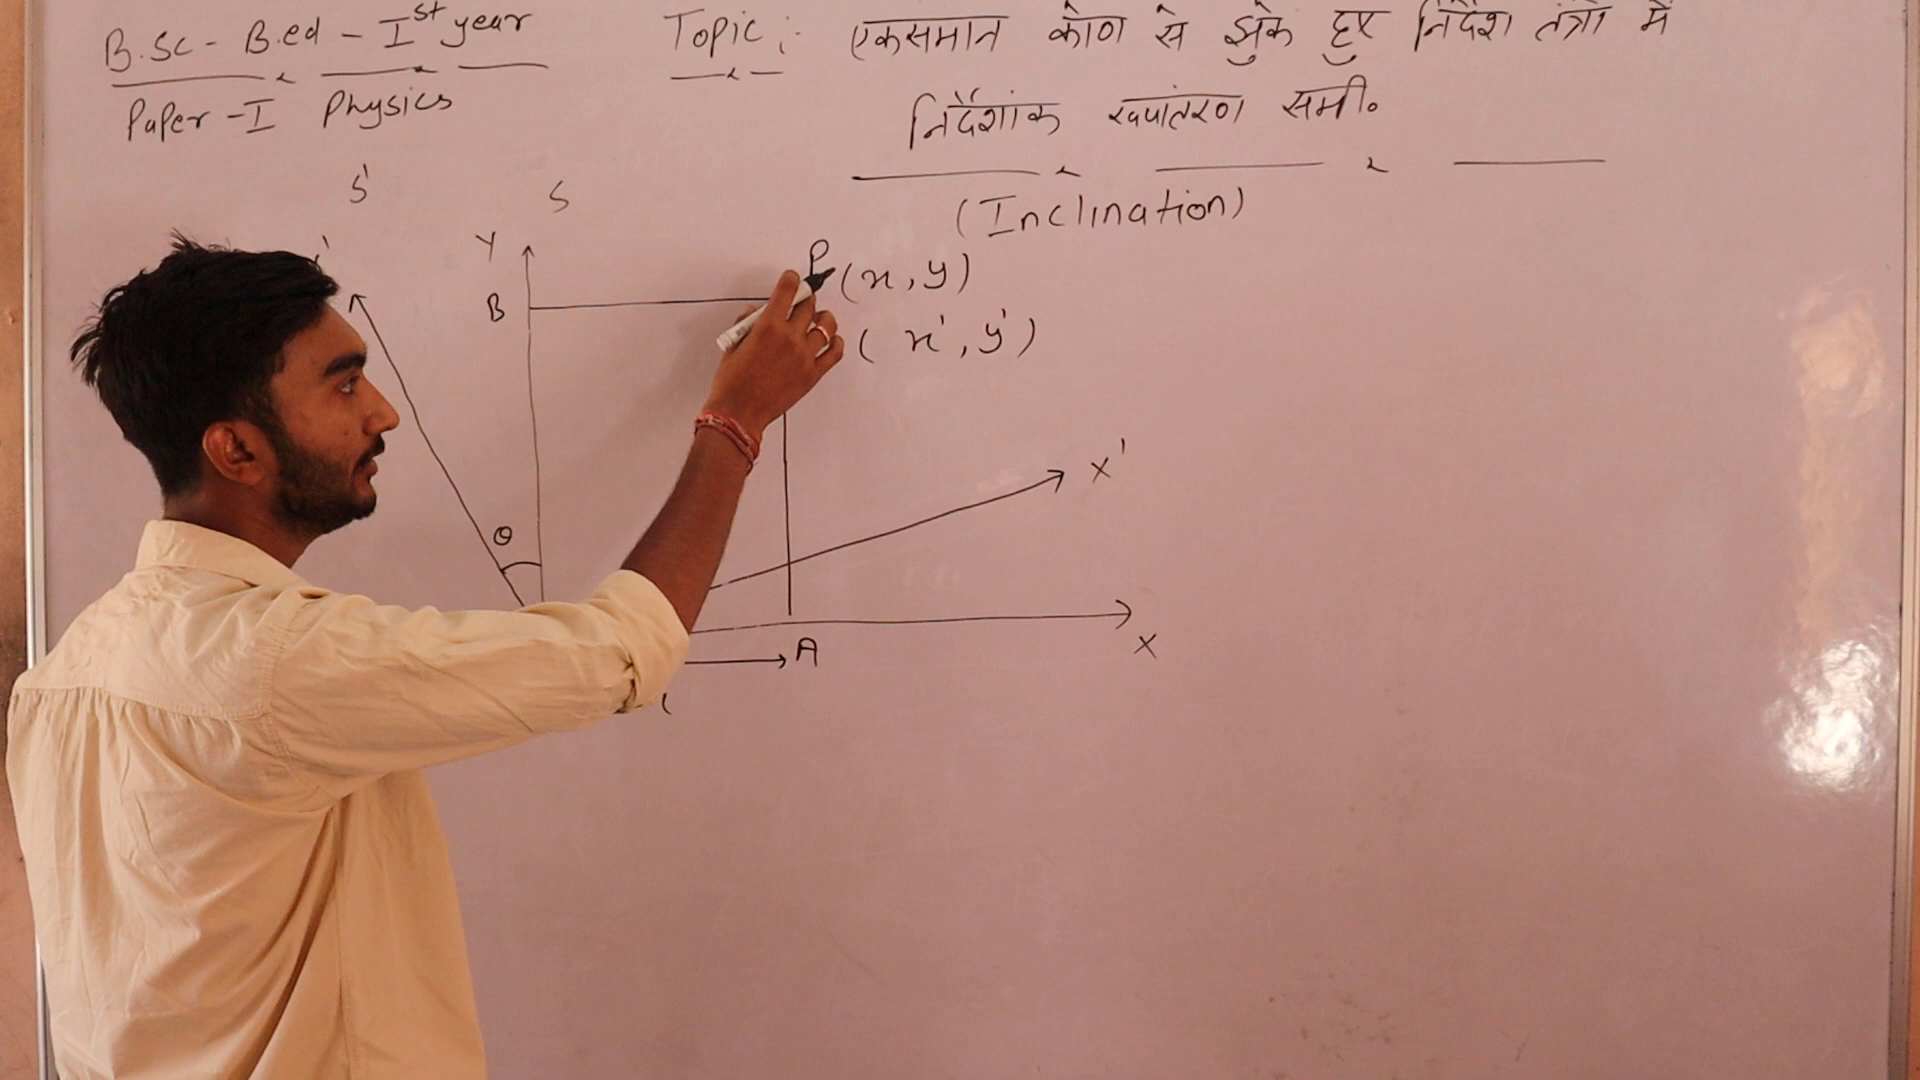 B.Sc - B.ed - Ist year
Topic :- एकसमान कोण से झुके हुए निर्देश तंत्रो में
Paper - I Physics
निर्देशांक रूपांतरण समी०
(Inclination)
S'
S
Y
P (x, y)
B
(x', y')
X'
θ
A
X